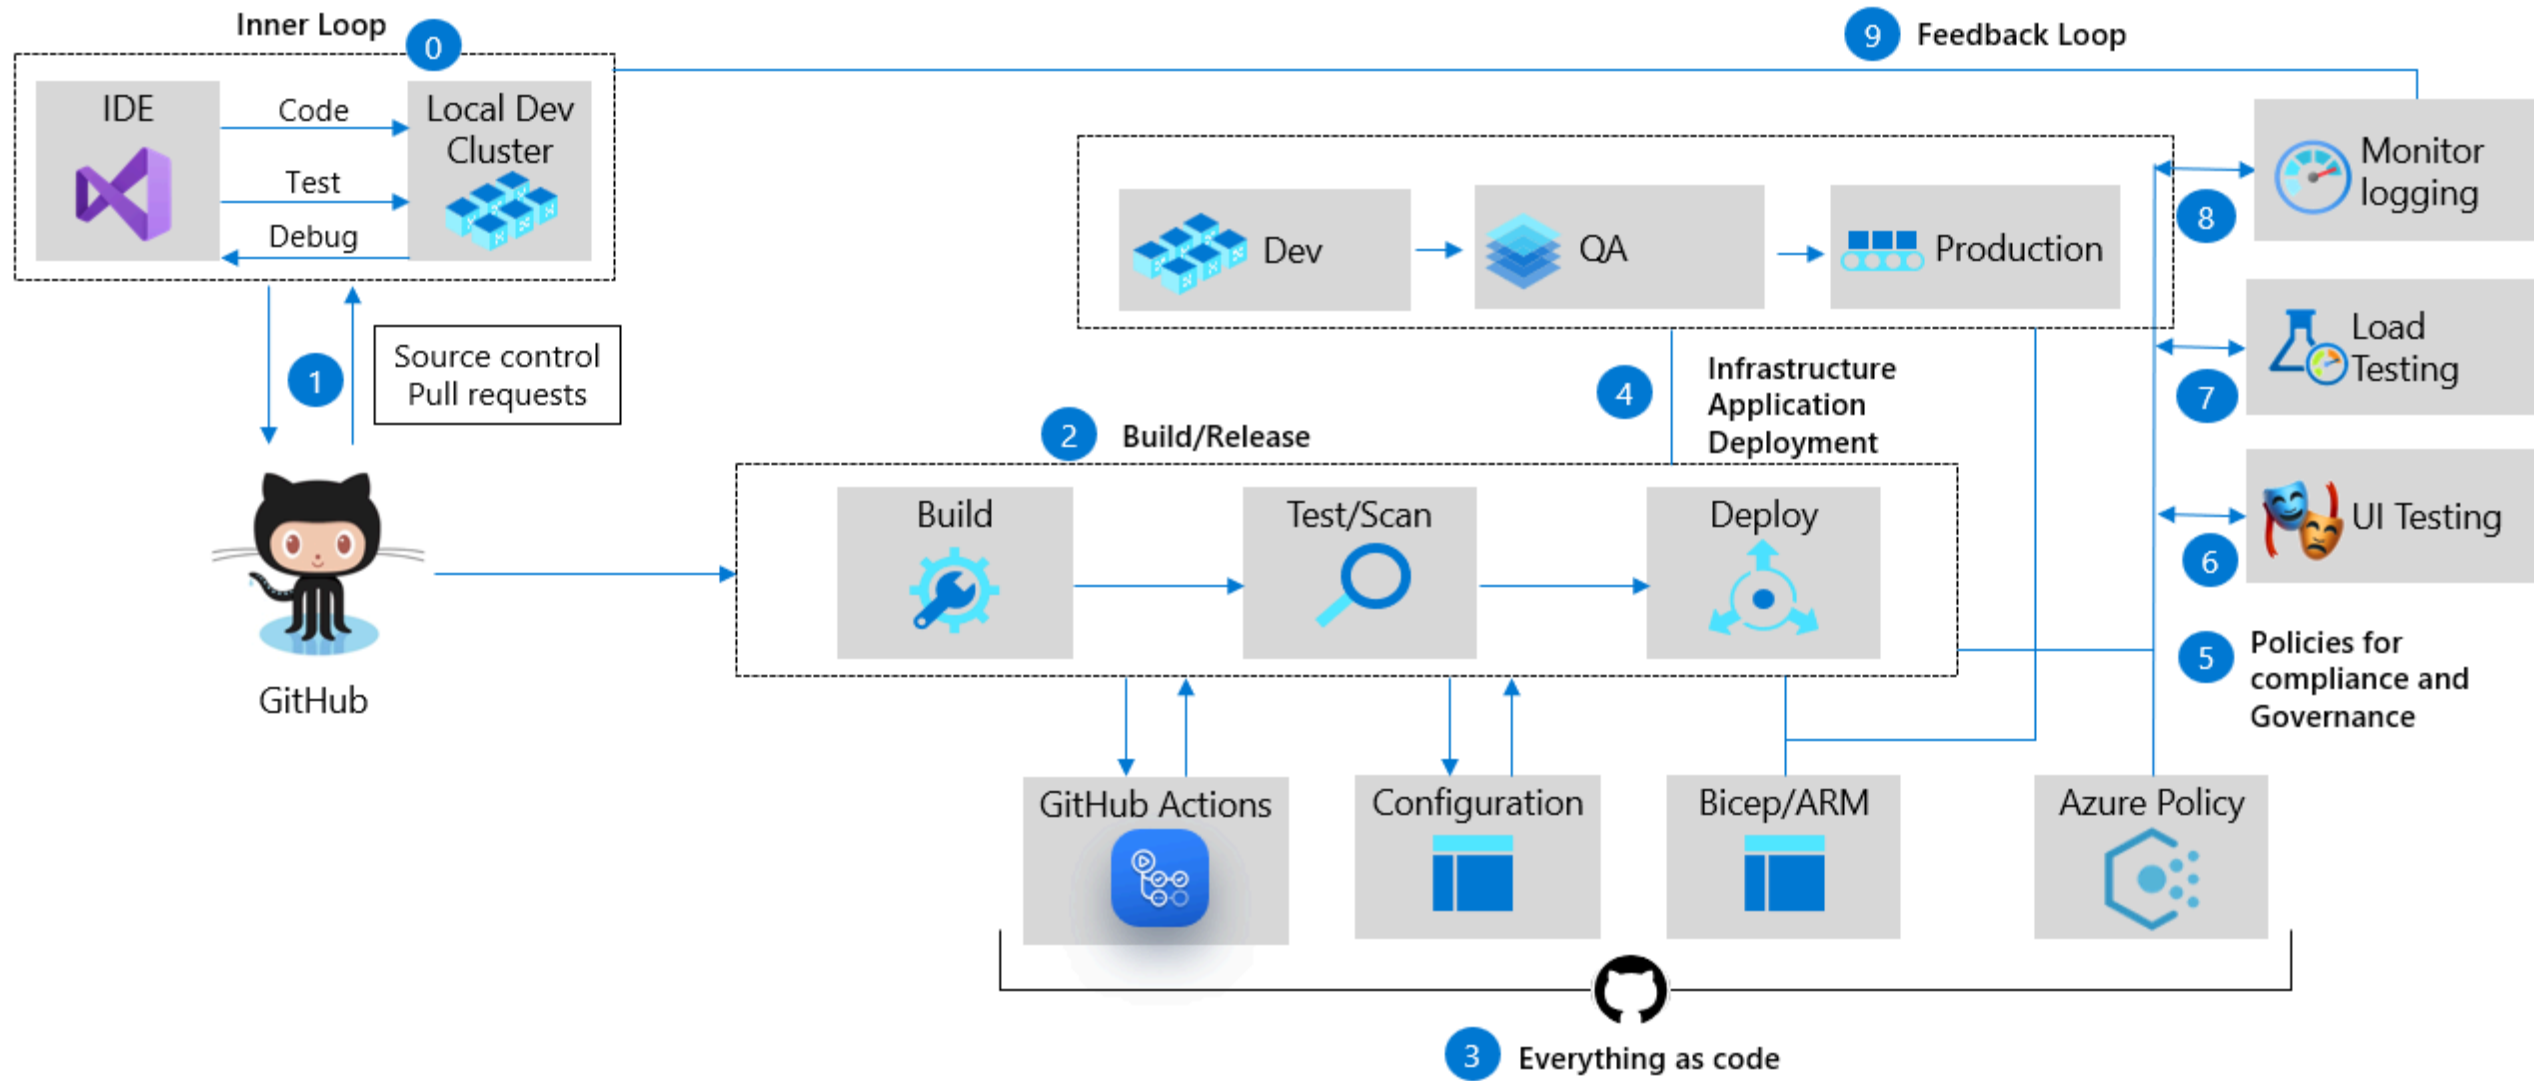 Inner Loop
0
9
Feedback Loop
IDE
Code
Test
Debug
Local Dev
Cluster
Monitor
logging
8
Dev
QA
Production
Load
Testing
7
1
Source control
Pull requests
4
Infrastructure
Application
Deployment
2
Build/Release
UI Testing
6
Build
Test/Scan
Deploy
GitHub
5
Policies for
compliance and
Governance
GitHub Actions
Configuration
Bicep/ARM
Azure Policy
3
Everything as code